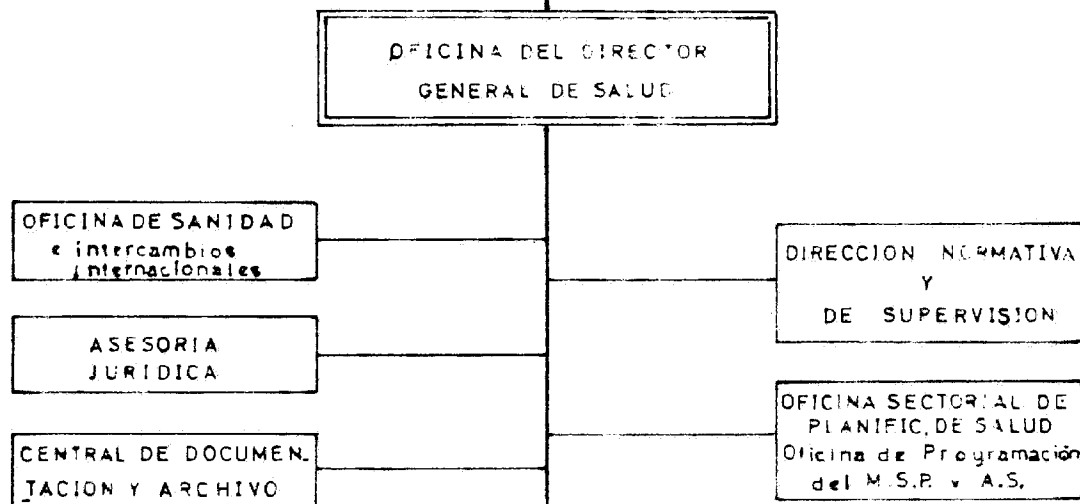 OFICINA DEL DIRECTOR
GENERAL DE SALUD
OFICINA DE SANIDAD
e intercambios
internacionales
ASESORIA
JURIDICA
CENTRAL DE DOCUMEN-
TACION Y ARCHIVO
DIRECCION NORMATIVA
Y
DE SUPERVISION
OFICINA SECTORIAL DE
PLANIFIC. DE SALUD
Oficina de Programación
del M.S.P. y A.S.